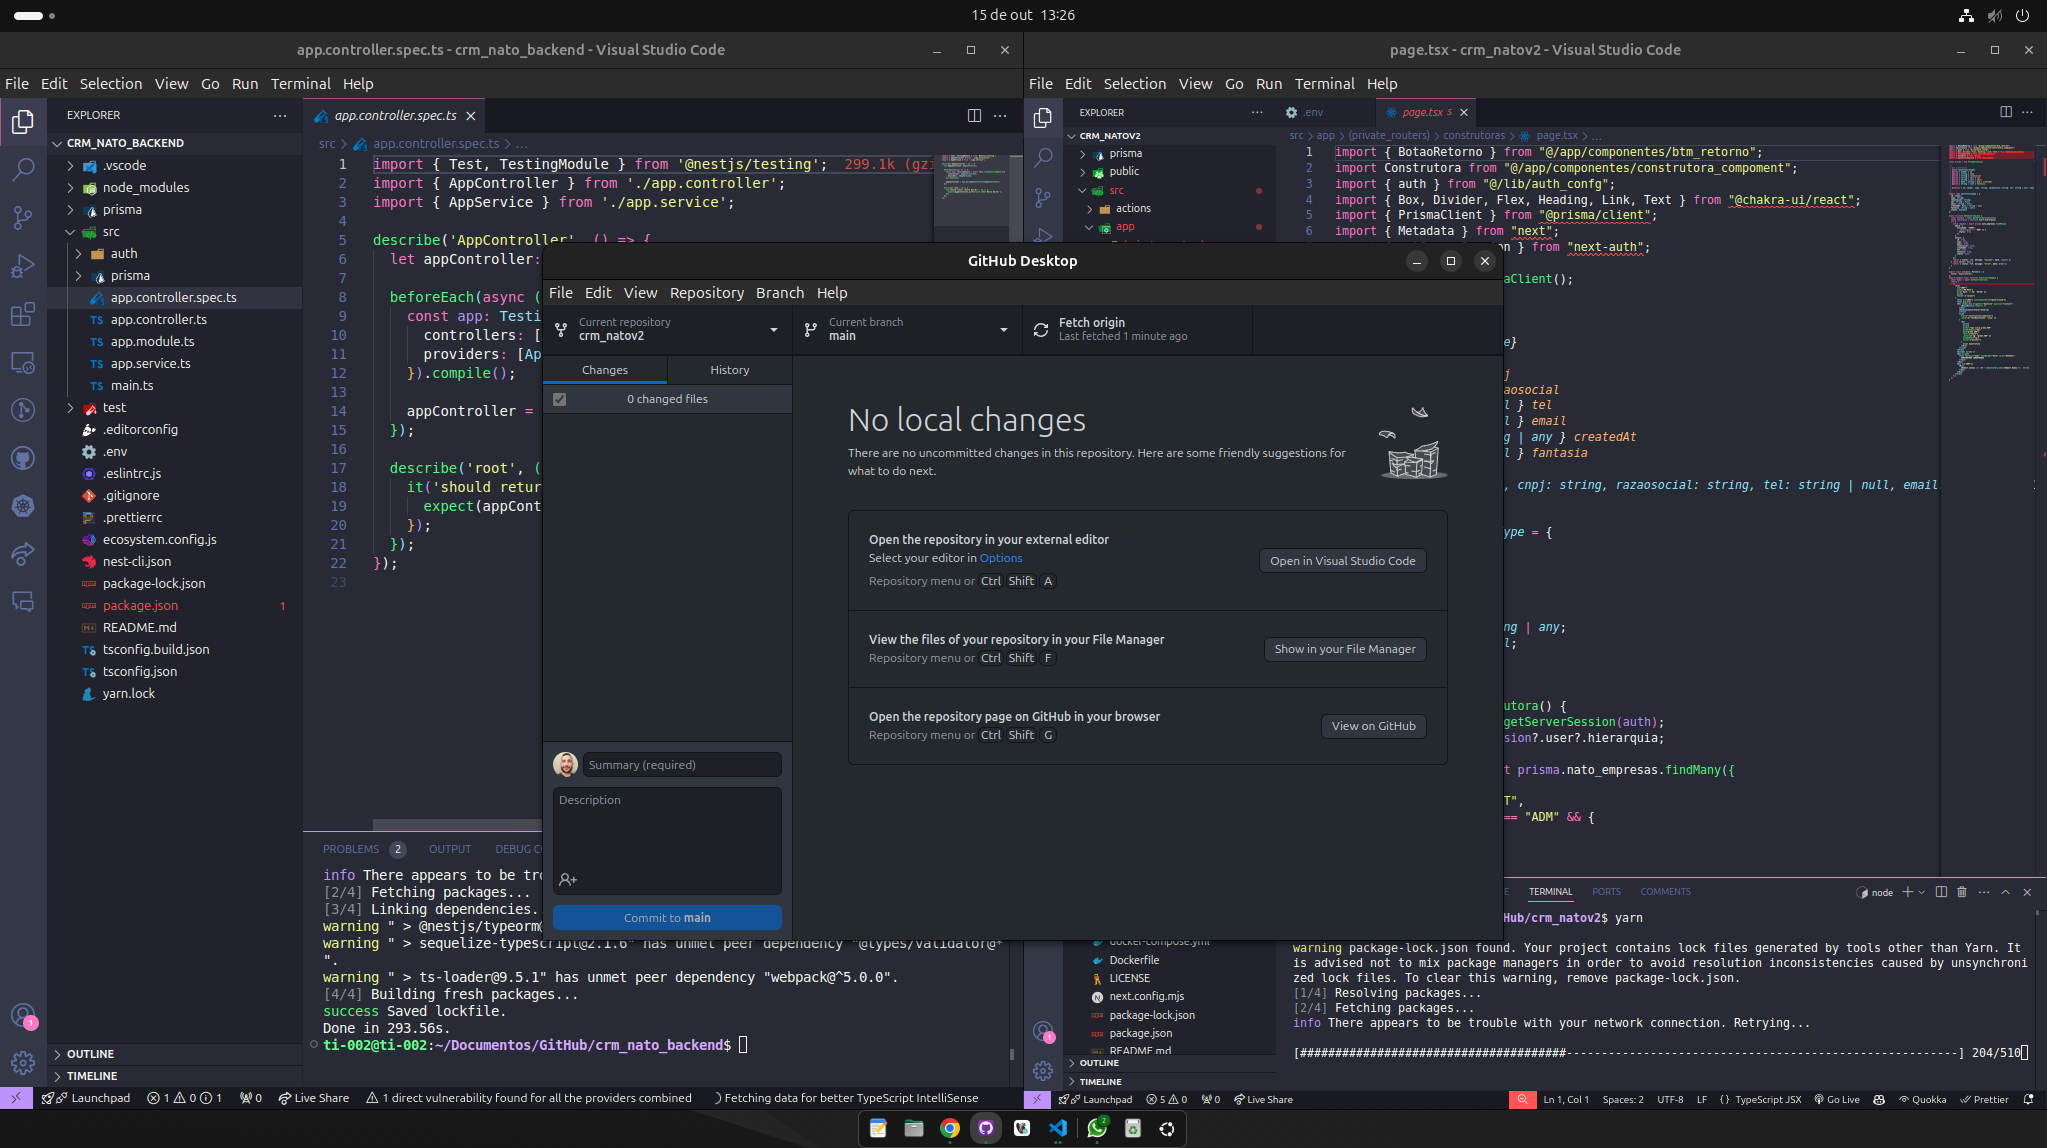 15 de out  13:26
app.controller.spec.ts - crm_nato_backend - Visual Studio Code
File Edit Selection View Go Run Terminal Help
EXPLORER
CRM_NATO_BACKEND
.vscode
node_modules
prisma
src
auth
prisma
app.controller.spec.ts
app.controller.ts
app.module.ts
app.service.ts
main.ts
test
.editorconfig
.env
.eslintrc.js
.gitignore
.prettierrc
ecosystem.config.js
nest-cli.json
package-lock.json
package.json 1
README.md
tsconfig.build.json
tsconfig.json
yarn.lock
OUTLINE
TIMELINE
app.controller.spec.ts
src > app.controller.spec.ts > ...
1 import { Test, TestingModule } from '@nestjs/testing'; 299.1k (gzi
2 import { AppController } from './app.controller';
3 import { AppService } from './app.service';
4
5 describe('AppController', () => {
6 let appController:
7
8 beforeEach(async (
9 const app: Testi
10 controllers: [
11 providers: [Ap
12 }).compile();
13
14 appController =
15 });
16
17 describe('root', (
18 it('should retur
19 expect(appCont
20 });
21 });
22 });
23
PROBLEMS 2 OUTPUT DEBUG CO
info There appears to be tro
[2/4] Fetching packages...
[3/4] Linking dependencies..
warning " > @nestjs/typeorm@
warning " > sequelize-typescript@2.1.6" has unmet peer dependency "@types/validator@*
".
warning " > ts-loader@9.5.1" has unmet peer dependency "webpack@^5.0.0".
[4/4] Building fresh packages...
success Saved lockfile.
Done in 293.56s.
ti-002@ti-002:~/Documentos/GitHub/crm_nato_backend$
Launchpad 1 0 1 0 Live Share 1 direct vulnerability found for all the providers combined Fetching data for better TypeScript IntelliSense
GitHub Desktop
File Edit View Repository Branch Help
Current repository
crm_natov2
Current branch
main
Fetch origin
Last fetched 1 minute ago
Changes History
0 changed files
Summary (required)
Description
Commit to main
No local changes
There are no uncommitted changes in this repository. Here are some friendly suggestions for
what to do next.
Open the repository in your external editor
Select your editor in Options
Repository menu or Ctrl Shift A
Open in Visual Studio Code
View the files of your repository in your File Manager
Repository menu or Ctrl Shift F
Show in your File Manager
Open the repository page on GitHub in your browser
Repository menu or Ctrl Shift G
View on GitHub
page.tsx - crm_natov2 - Visual Studio Code
File Edit Selection View Go Run Terminal Help
EXPLORER
CRM_NATOV2
prisma
public
src
actions
app
Dockerfile
LICENSE
next.config.mjs
package-lock.json
package.json
README.md
OUTLINE
TIMELINE
.env page.tsx 5
src > app > (private_routers) > construtoras > page.tsx > ...
1 import { BotaoRetorno } from "@/app/componentes/btm_retorno";
2 import Construtora from "@/app/componentes/construtora_compoment";
3 import { auth } from "@/lib/auth_confg";
4 import { Box, Divider, Flex, Heading, Link, Text } from "@chakra-ui/react";
5 import { PrismaClient } from "@prisma/client";
6 import { Metadata } from "next";
on } from "next-auth";
aClient();
e}
j
aosocial
l } tel
l } email
g | any } createdAt
l } fantasia
, cnpj: string, razaosocial: string, tel: string | null, email:
ype = {
ng | any;
l;
utora() {
getServerSession(auth);
sion?.user?.hierarquia;
t prisma.nato_empresas.findMany({
T",
== "ADM" && {
E TERMINAL PORTS COMMENTS node
Hub/crm_natov2$ yarn
warning package-lock.json found. Your project contains lock files generated by tools other than Yarn. It
is advised not to mix package managers in order to avoid resolution inconsistencies caused by unsynchroni
zed lock files. To clear this warning, remove package-lock.json.
[1/4] Resolving packages...
[2/4] Fetching packages...
info There appears to be trouble with your network connection. Retrying...
[######################################--------------------------------------------------------] 204/510
Launchpad 5 0 0 Live Share Ln 1, Col 1 Spaces: 2 UTF-8 LF {} TypeScript JSX Go Live Quokka Prettier